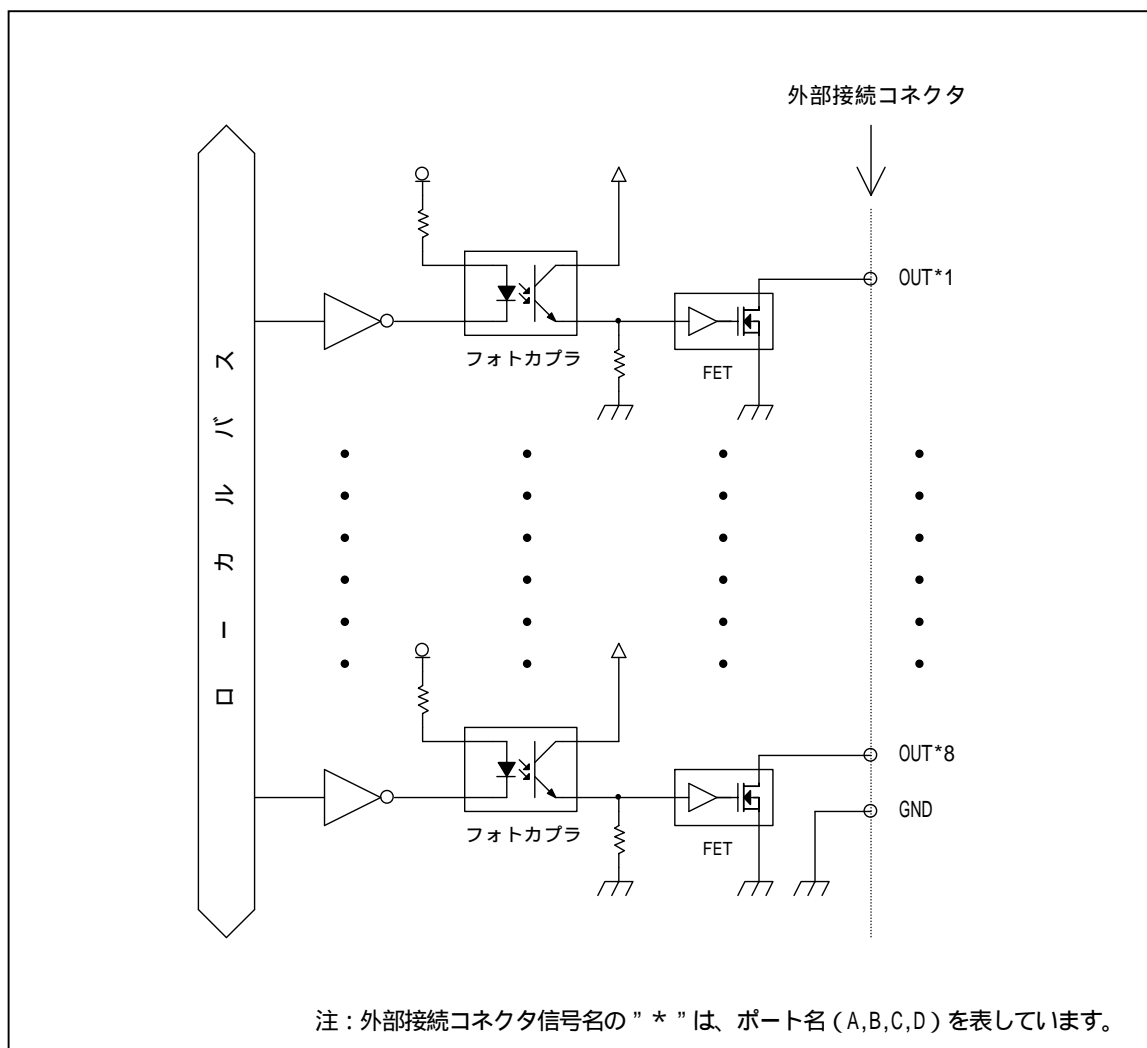 外部接続コネクタ
OUT*1
フォトカプラ
FET
ローカルバス
OUT*8
GND
フォトカプラ
FET
注：外部接続コネクタ信号名の ” * ” は、ポート名（A,B,C,D）を表しています。